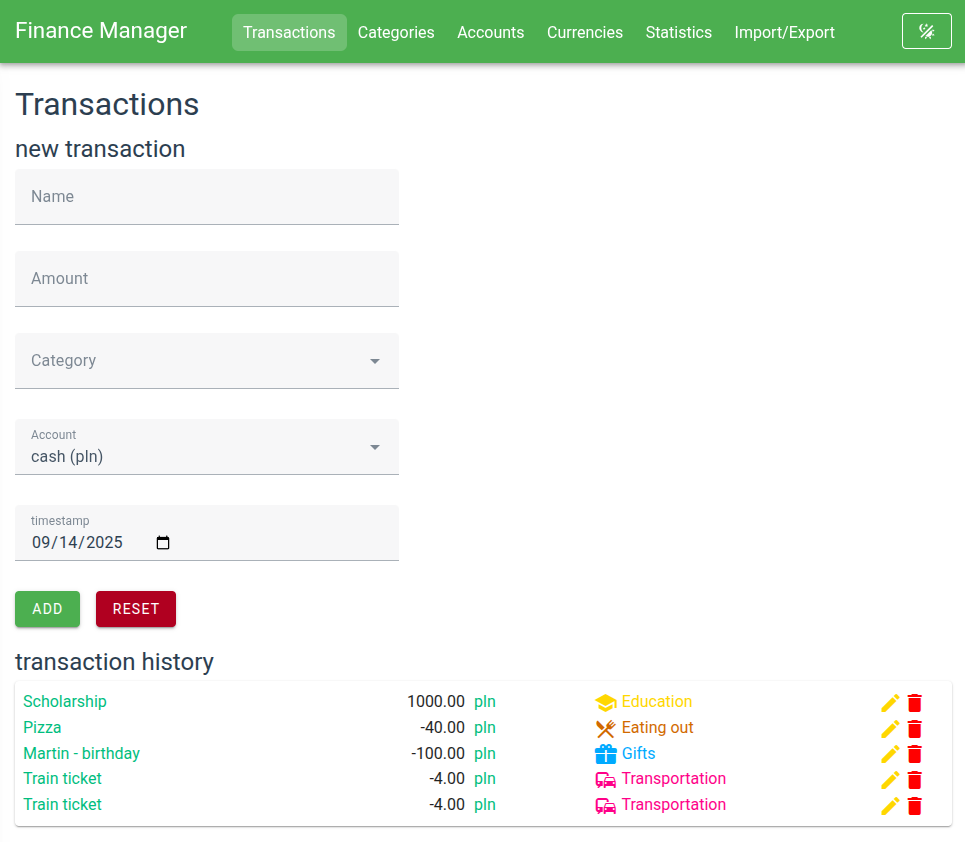 Finance Manager Transactions Categories Accounts Currencies Statistics Import/Export
Transactions
new transaction
Name
Amount
Category
Account
cash (pln)
timestamp
09/14/2025
ADD RESET
transaction history
Scholarship 1000.00 pln Education
Pizza -40.00 pln Eating out
Martin - birthday -100.00 pln Gifts
Train ticket -4.00 pln Transportation
Train ticket -4.00 pln Transportation